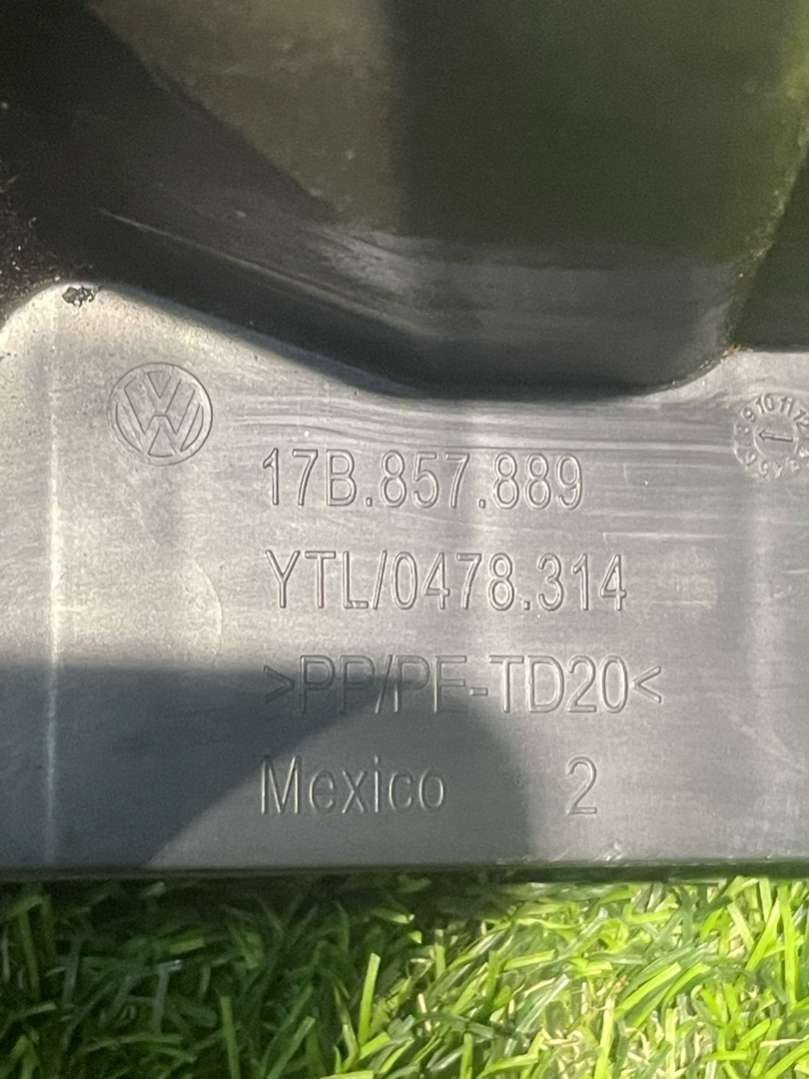 17B.857.889
YTL/0478.314
>PP/PE-TD20<
Mexico 2